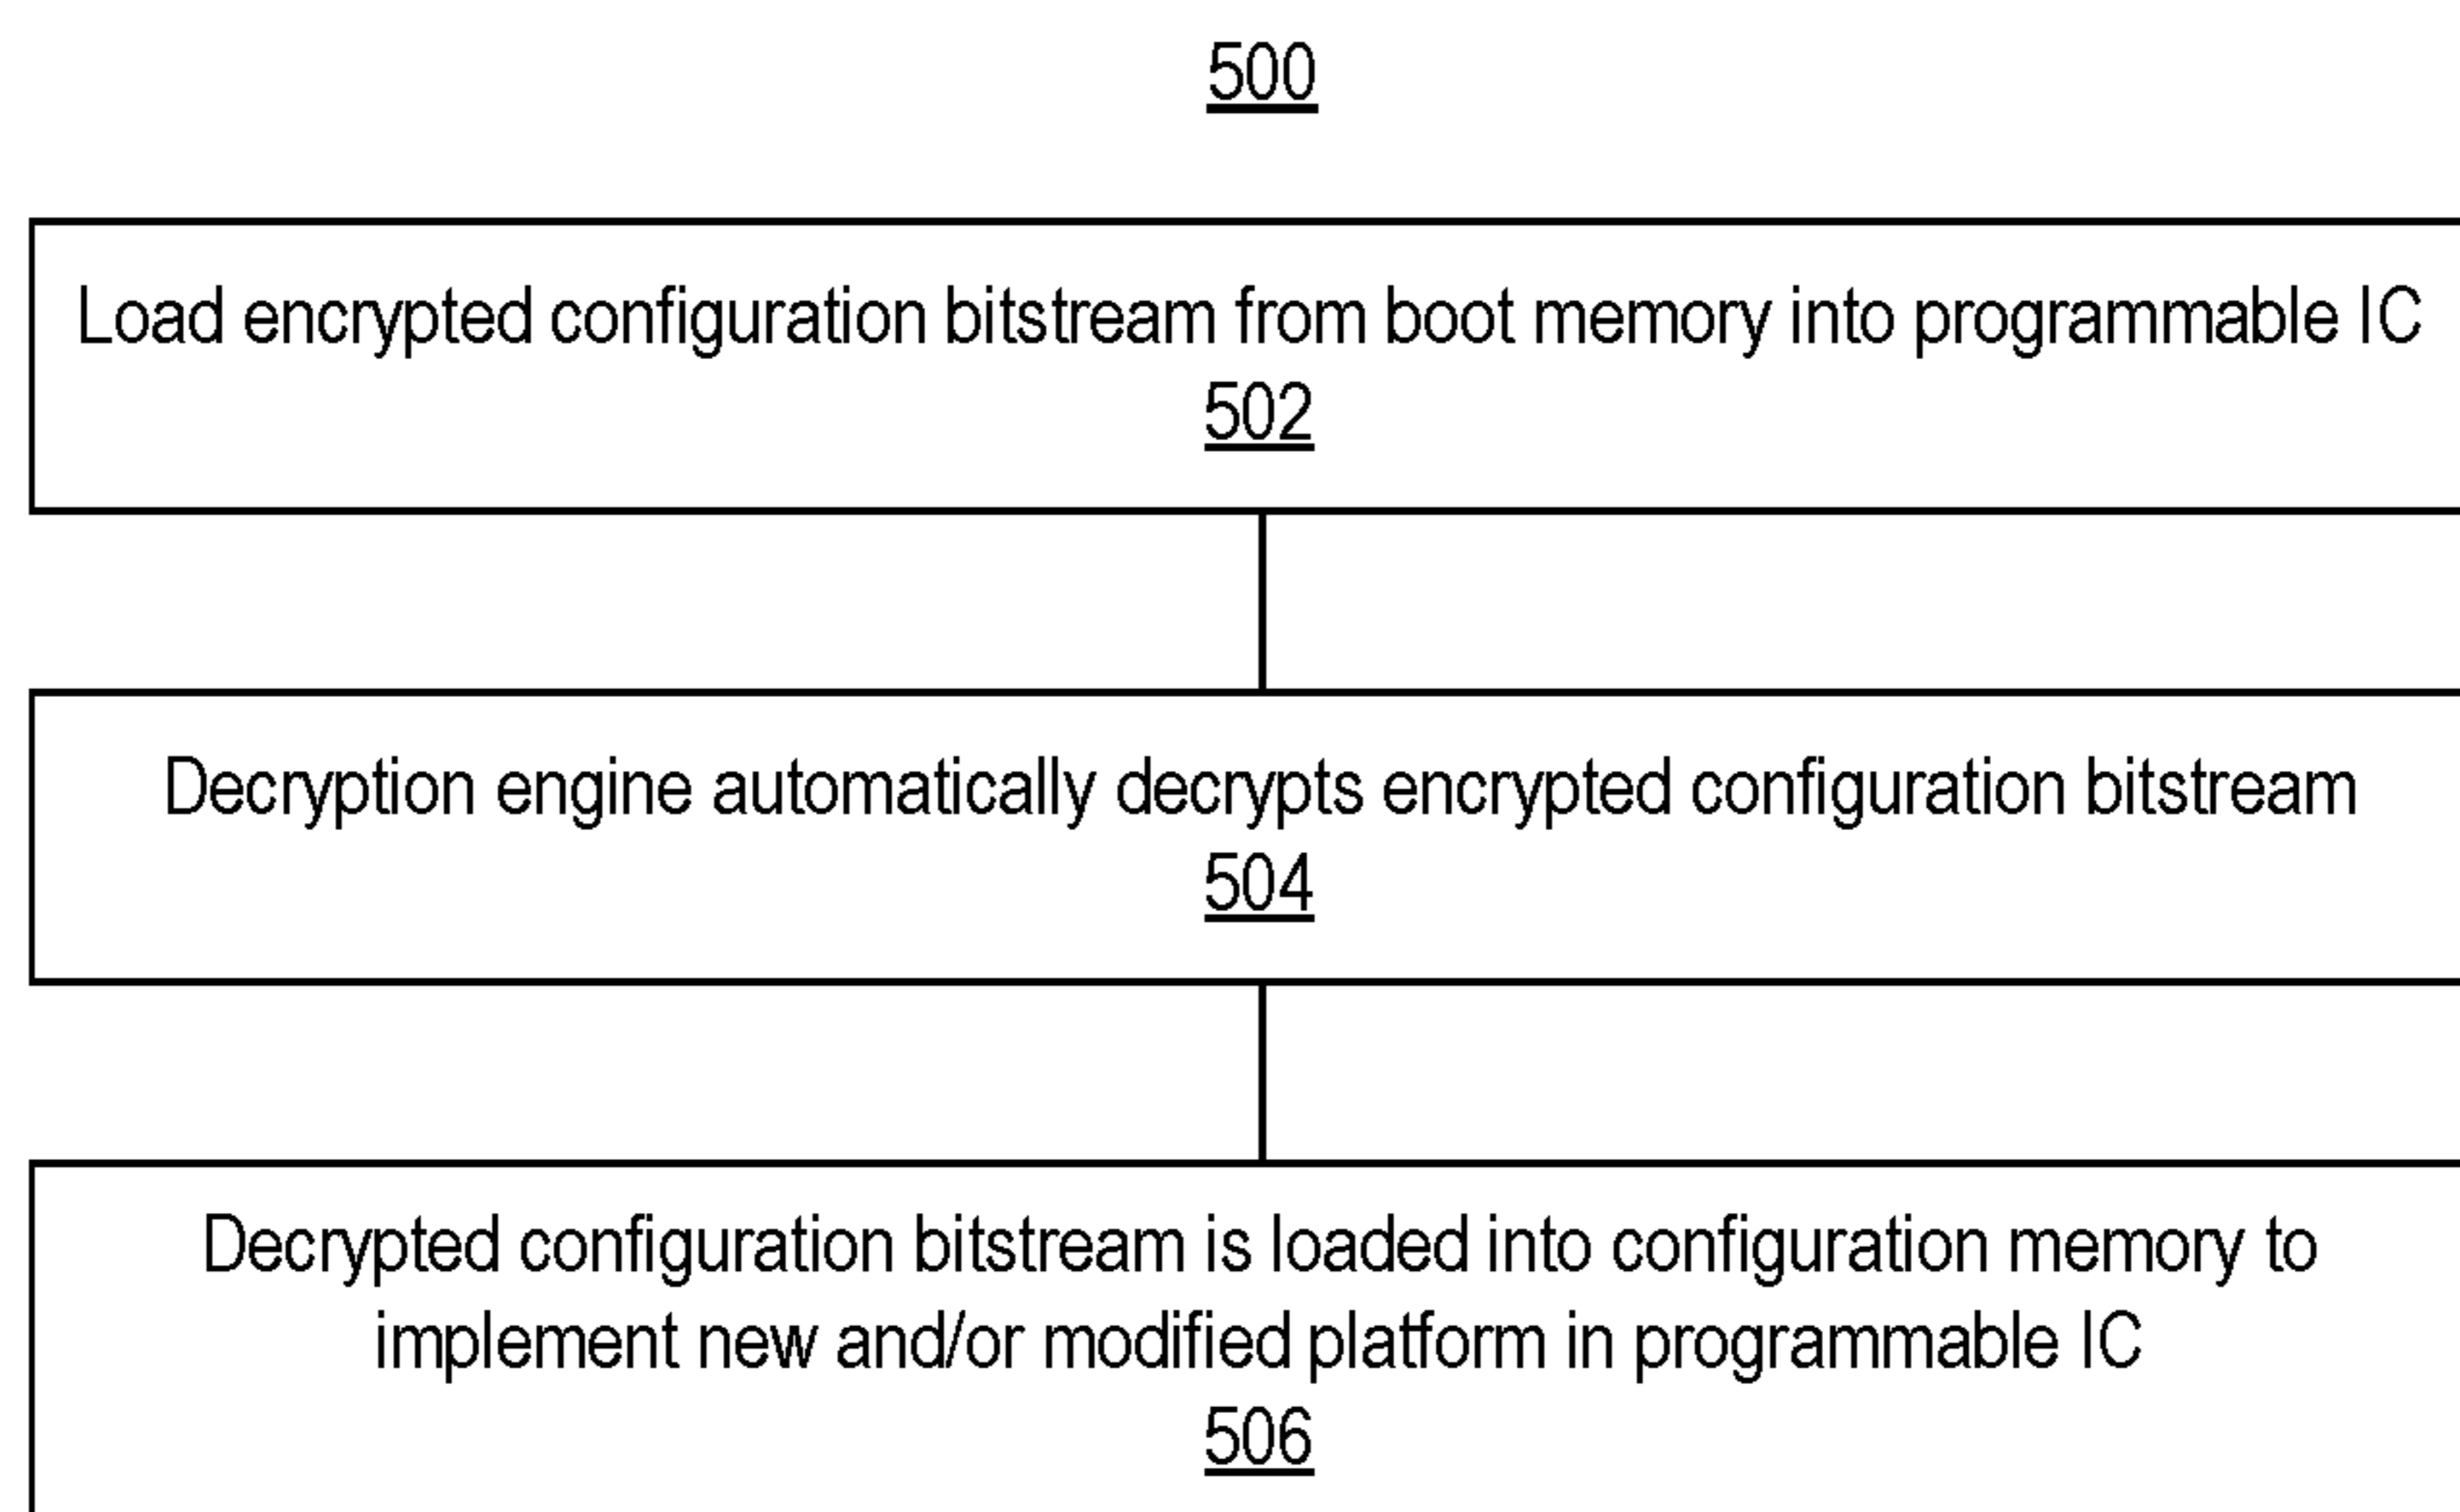 500
Load encrypted configuration bitstream from boot memory into programmable IC
502
Decryption engine automatically decrypts encrypted configuration bitstream
504
Decrypted configuration bitstream is loaded into configuration memory to
implement new and/or modified platform in programmable IC
506